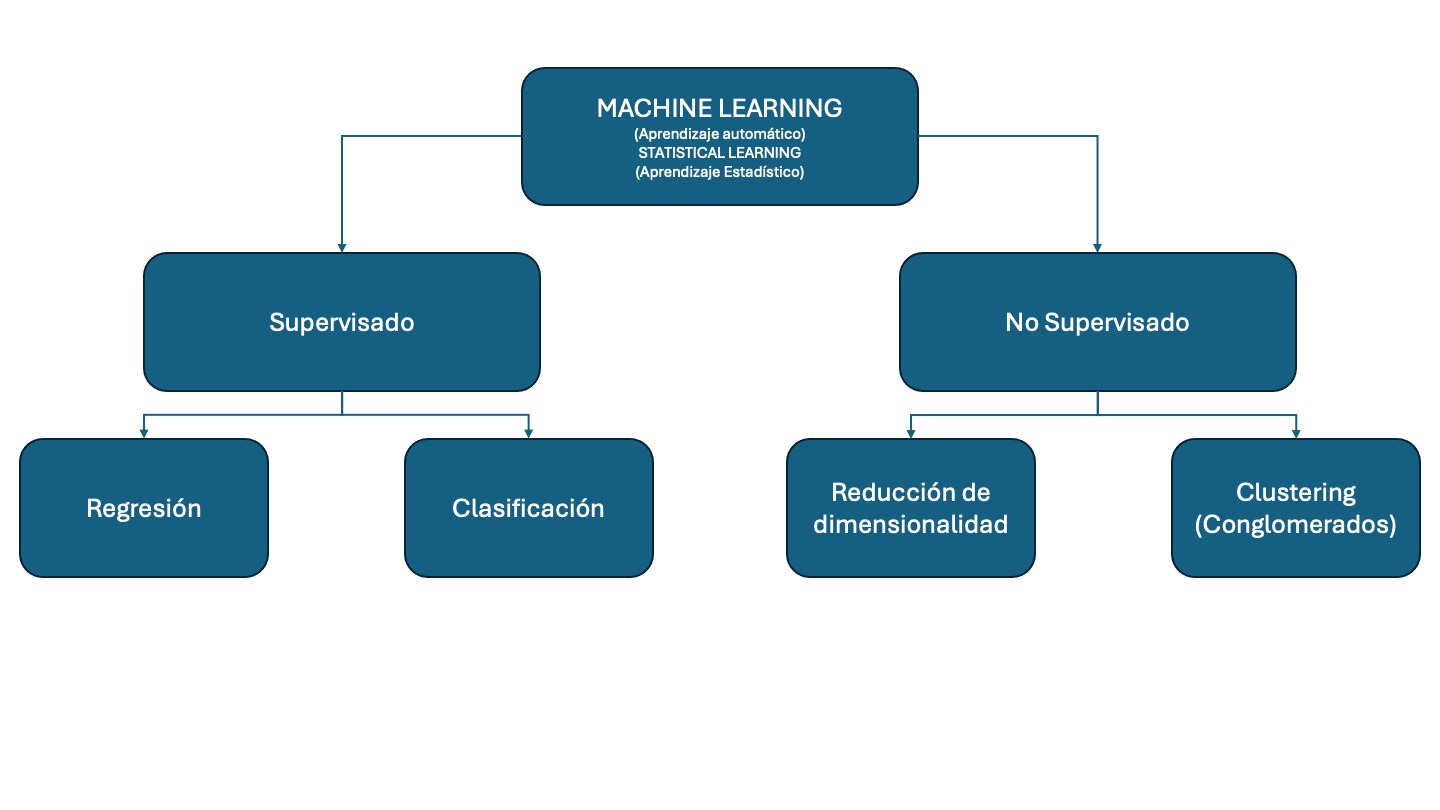 MACHINE LEARNING
(Aprendizaje automático)
STATISTICAL LEARNING
(Aprendizaje Estadístico)
Supervisado
No Supervisado
Regresión
Clasificación
Reducción de
dimensionalidad
Clustering
(Conglomerados)